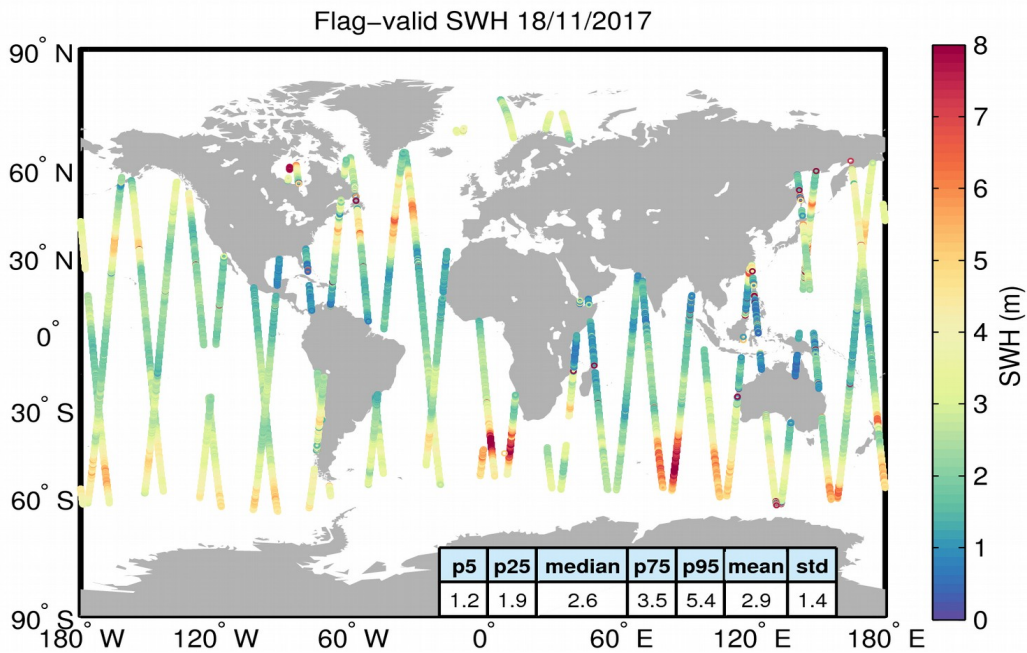 Flag−valid SWH 18/11/2017
90° N
60° N
30° N
0°
30° S
60° S
90° S
180° W
120° W
60° W
0°
60° E
120° E
180° E
p5 p25 median p75 p95 mean std
1.2 1.9 2.6 3.5 5.4 2.9 1.4
8
7
6
5
4
3
2
1
0
SWH (m)